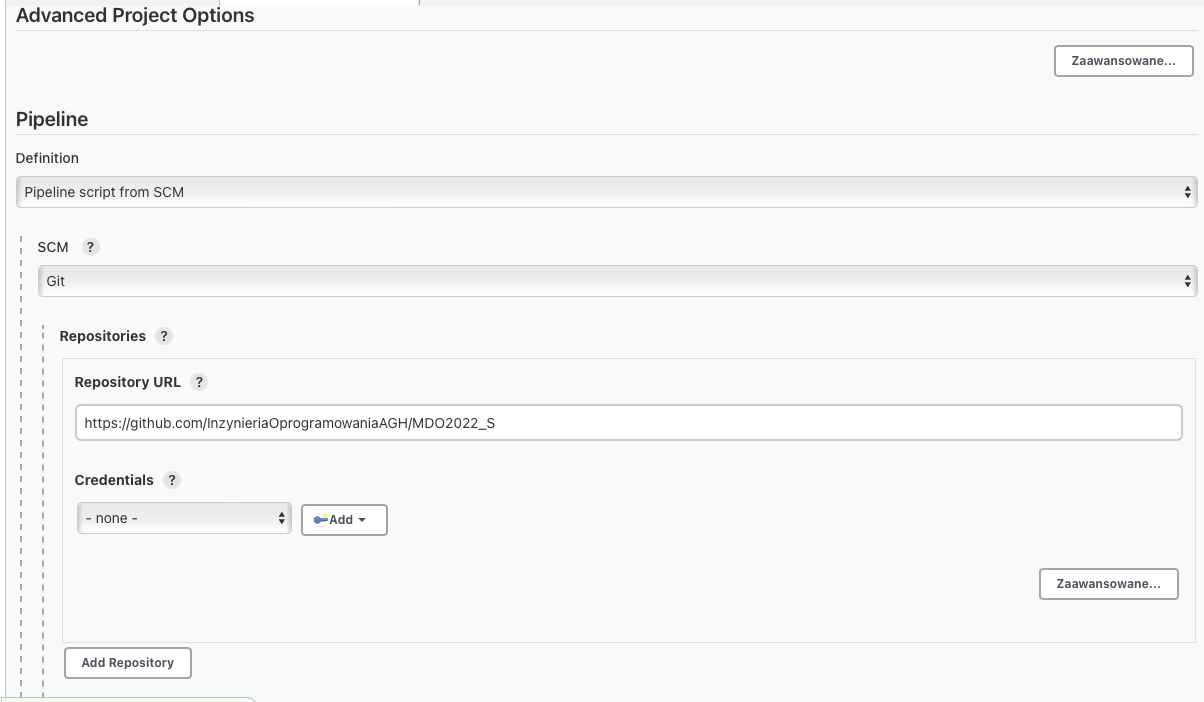 Advanced Project Options
Zaawansowane...
Pipeline
Definition
Pipeline script from SCM
SCM ?
Git
Repositories ?
Repository URL ?
https://github.com/InzynieriaOprogramowaniaAGH/MDO2022_S
Credentials ?
- none -
Add
Zaawansowane...
Add Repository